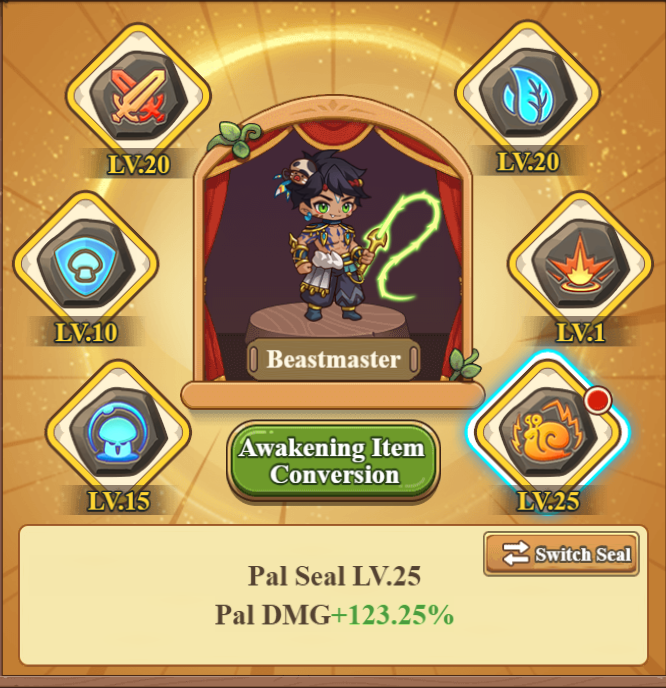 LV.20
LV.20
LV.10
LV.1
Beastmaster
Awakening Item
Conversion
LV.15
LV.25
Switch Seal
Pal Seal LV.25
Pal DMG+123.25%